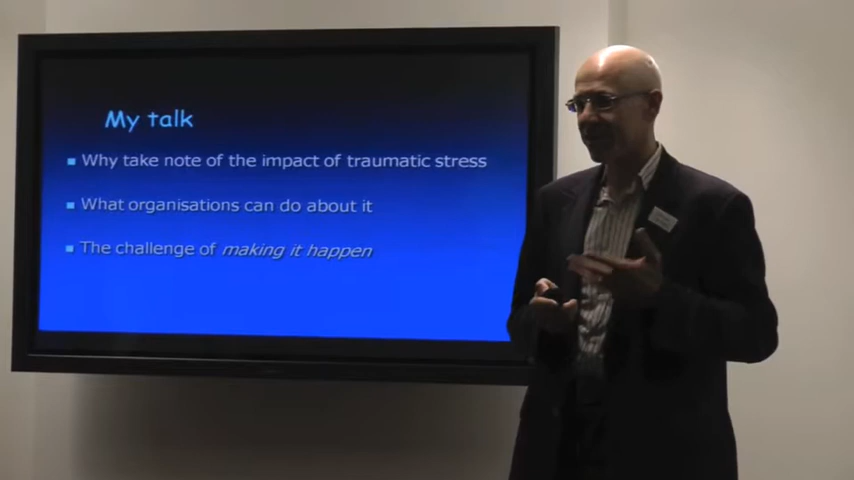 My talk
Why take note of the impact of traumatic stress
What organisations can do about it
The challenge of making it happen